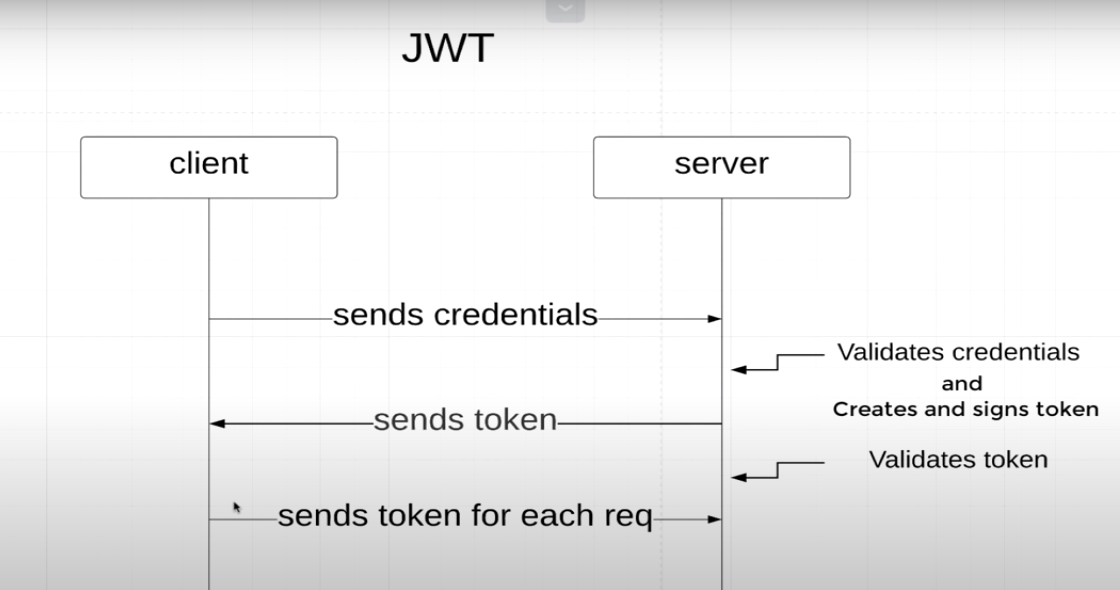 JWT
client
server
sends credentials
Validates credentials
and
Creates and signs token
sends token
Validates token
sends token for each req